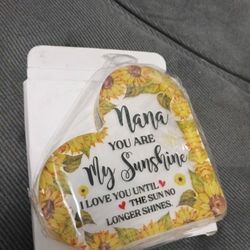 Nana
YOU ARE
My Sunshine
I LOVE YOU UNTIL
THE SUN NO
LONGER SHINES.